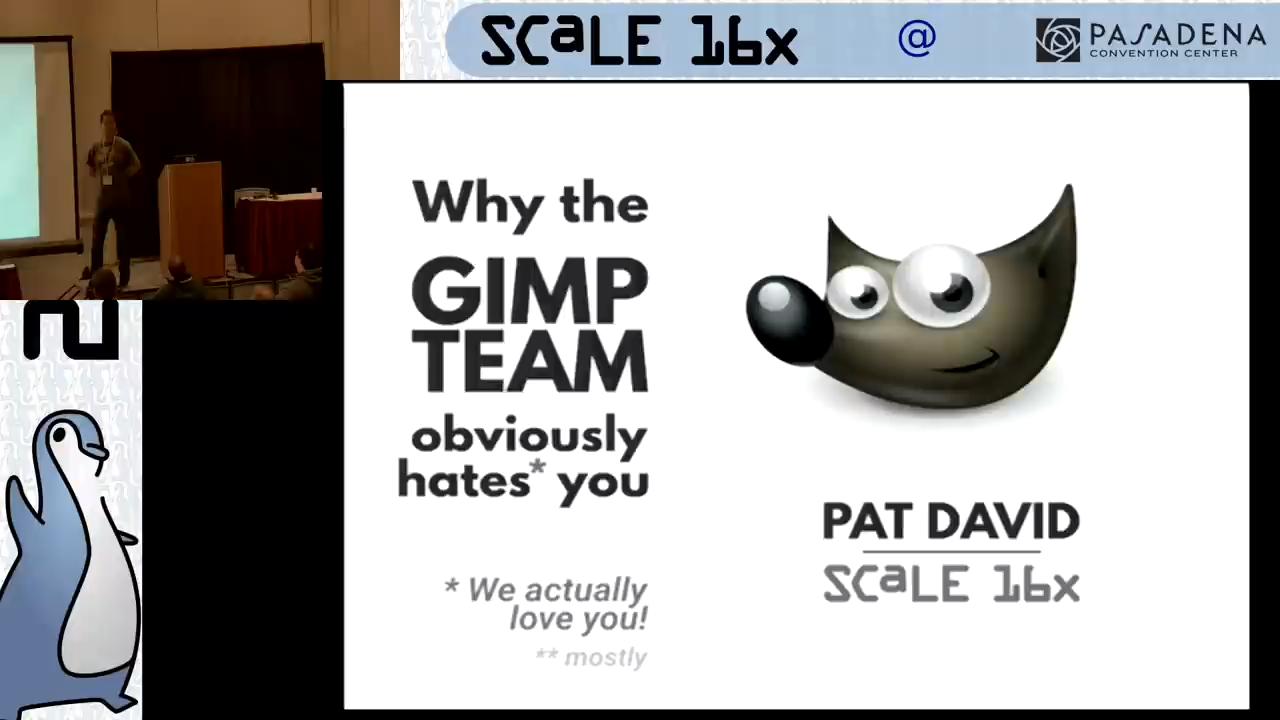 SCaLE 16x
@
PASADENA
CONVENTION CENTER
Why the
GIMP
TEAM
obviously
hates* you
* We actually
love you!
** mostly
PAT DAVID
SCaLE 16x